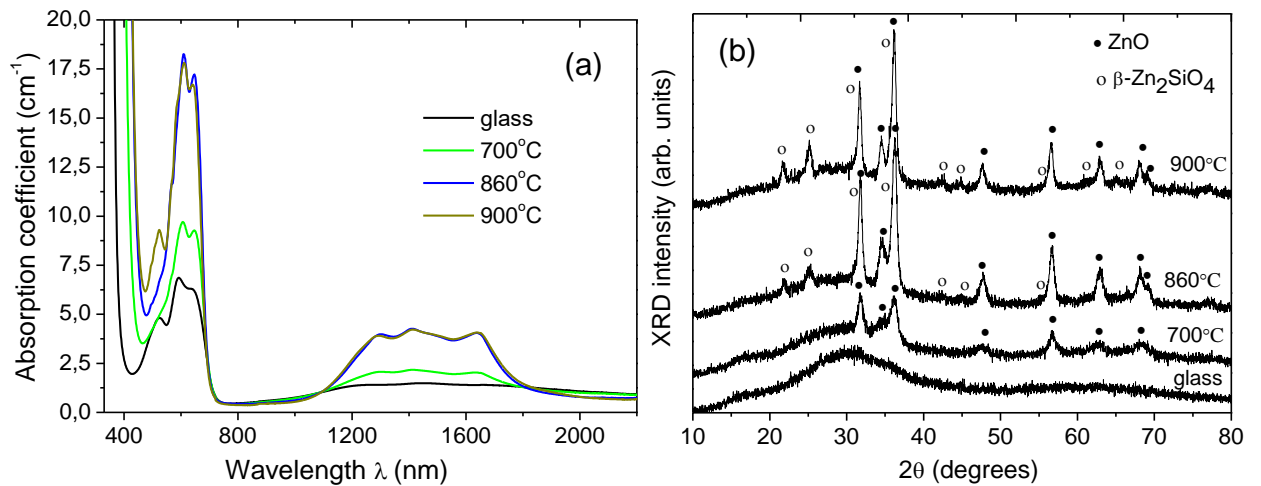 (a)
Absorption coefficient (cm⁻¹)
20,0
17,5
15,0
12,5
10,0
7,5
5,0
2,5
0,0
glass
700°C
860°C
900°C
400 800 1200 1600 2000
Wavelength λ (nm)
(b)
XRD intensity (arb. units)
• ZnO
o β-Zn₂SiO₄
900°C
860°C
700°C
glass
10 20 30 40 50 60 70 80
2θ (degrees)